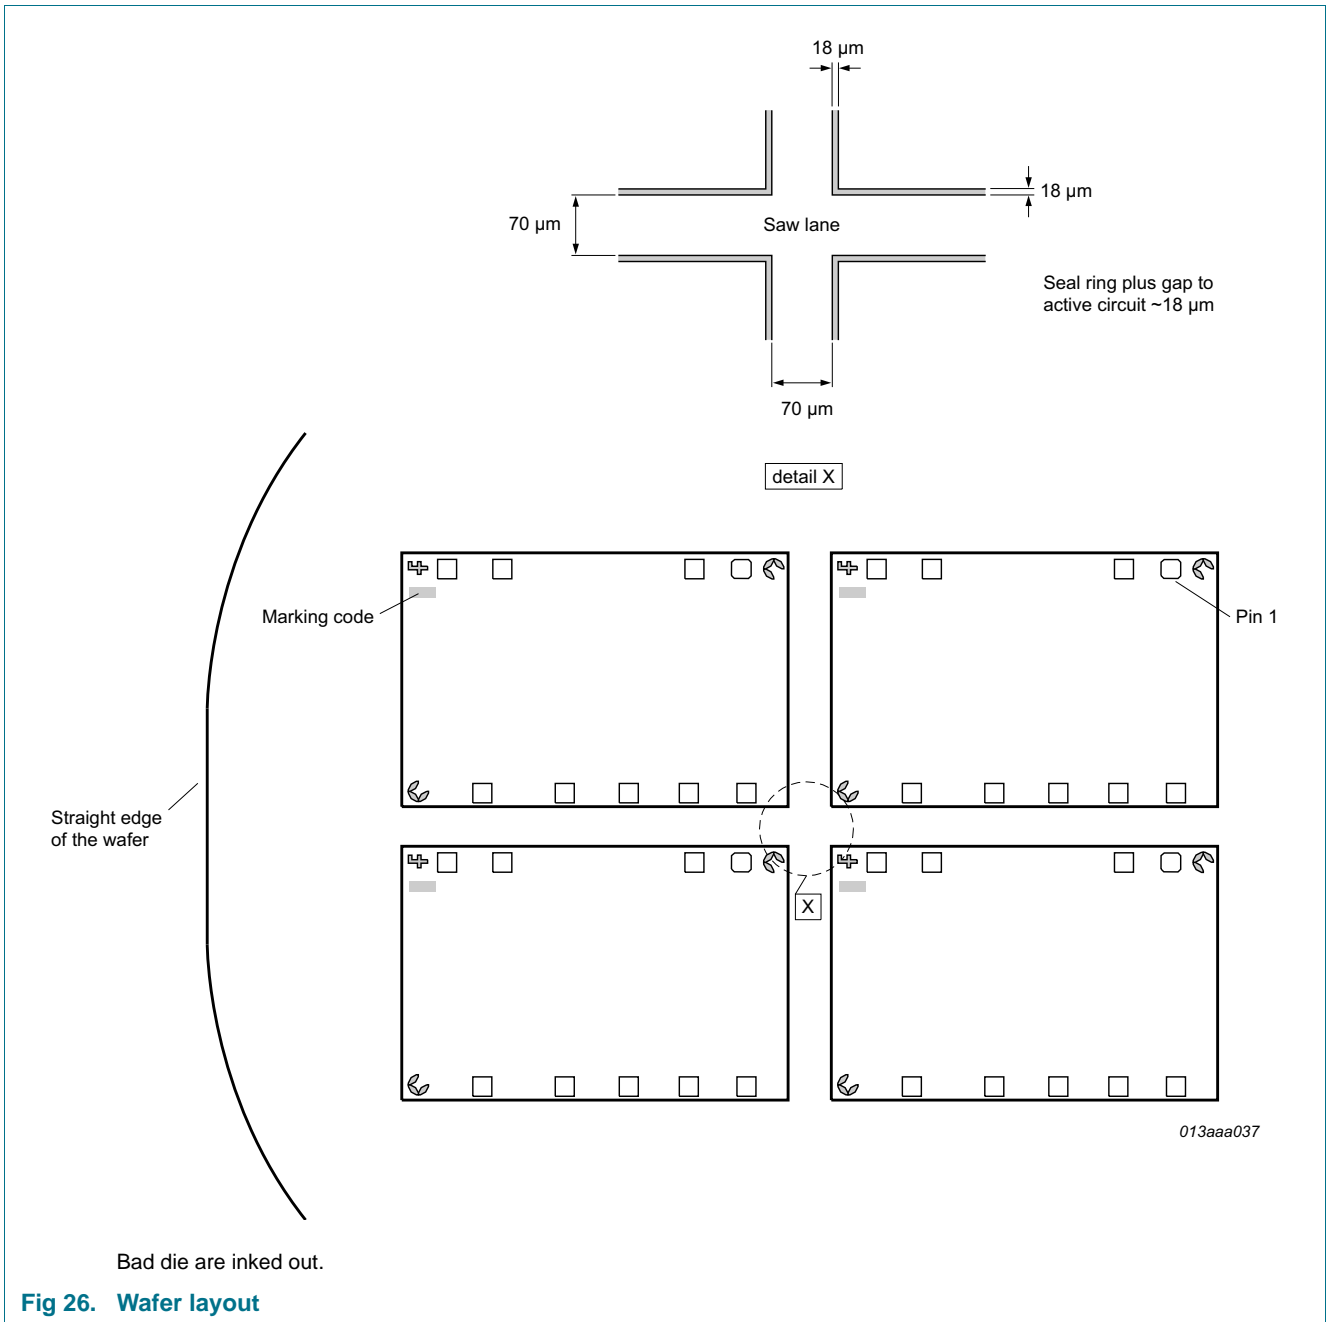 18 µm
18 µm
70 µm
Saw lane
Seal ring plus gap to
active circuit ~18 µm
70 µm
detail X
Marking code
Pin 1
Straight edge
of the wafer
X
013aaa037
Bad die are inked out.
Fig 26. Wafer layout